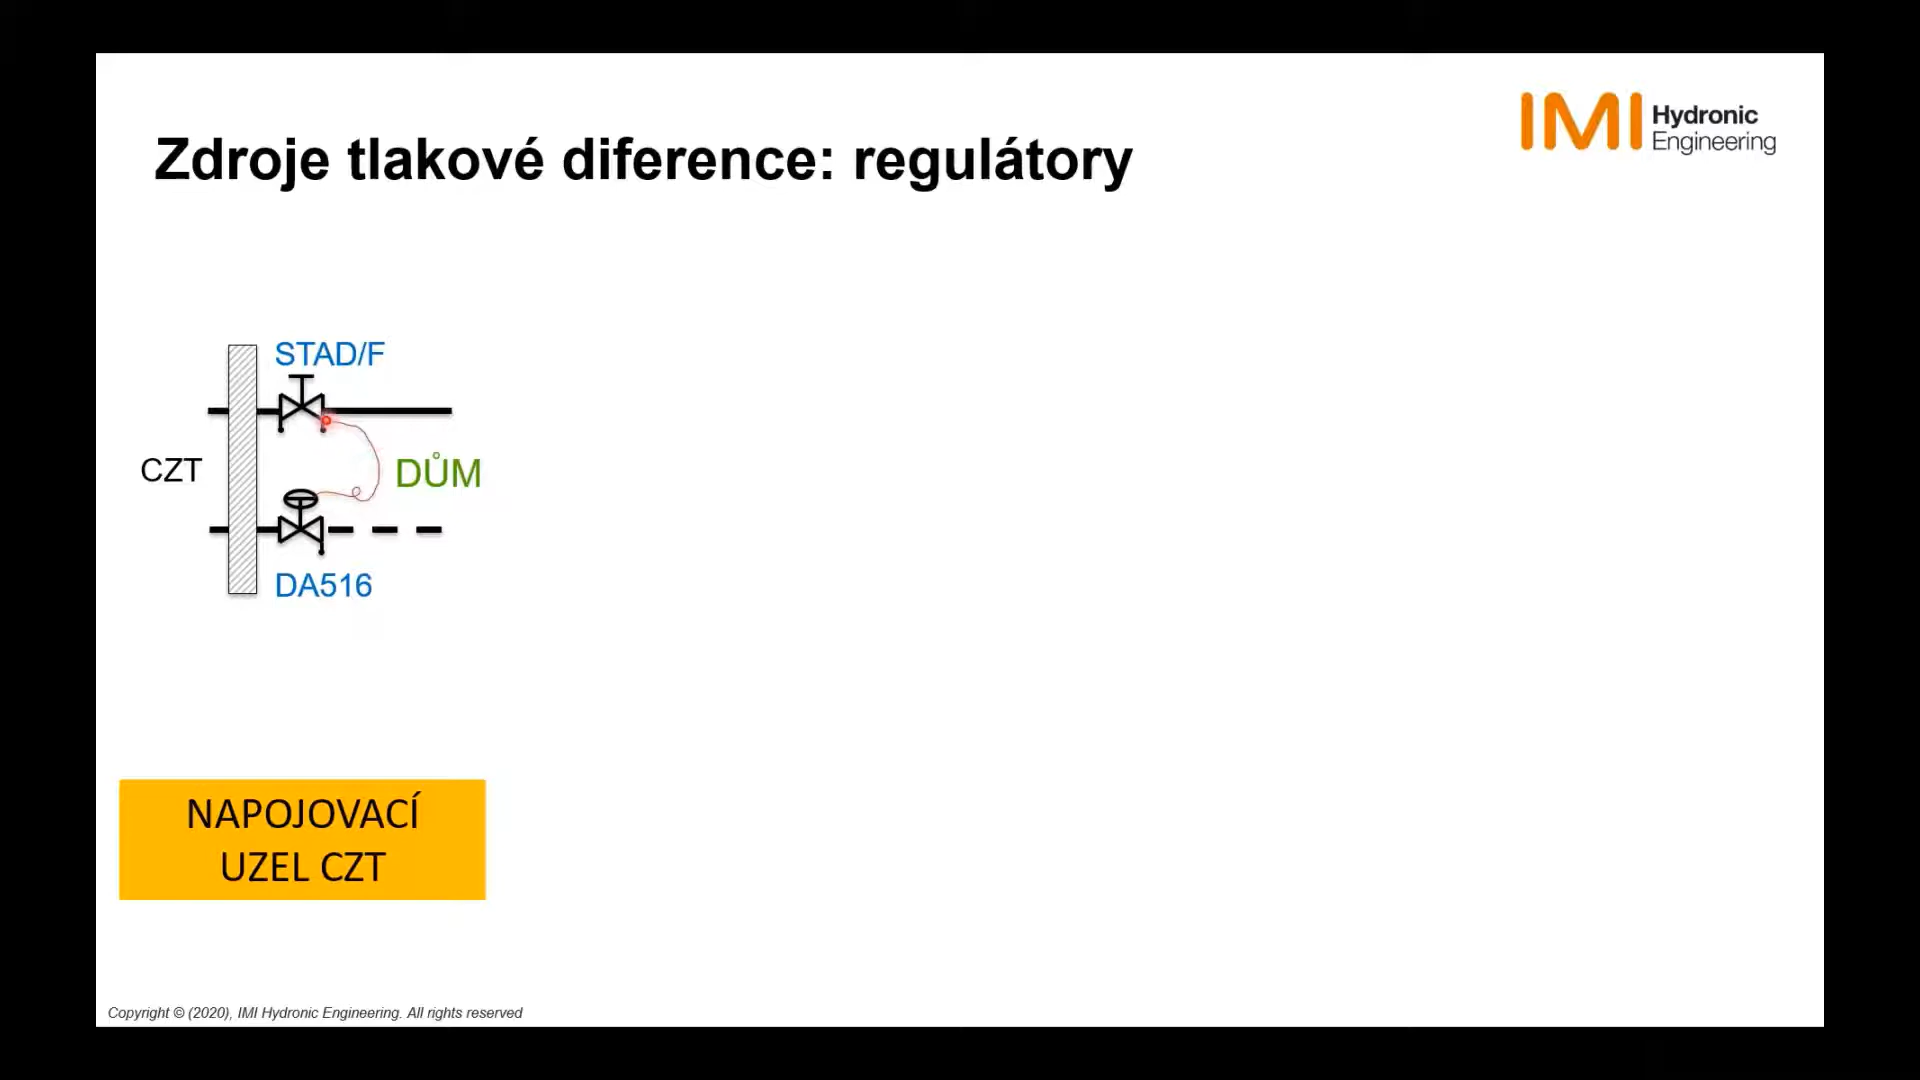 Zdroje tlakové diference: regulátory
IMI Hydronic
Engineering
STAD/F
CZT
DŮM
DA516
NAPOJOVACÍ
UZEL CZT
Copyright © (2020), IMI Hydronic Engineering. All rights reserved